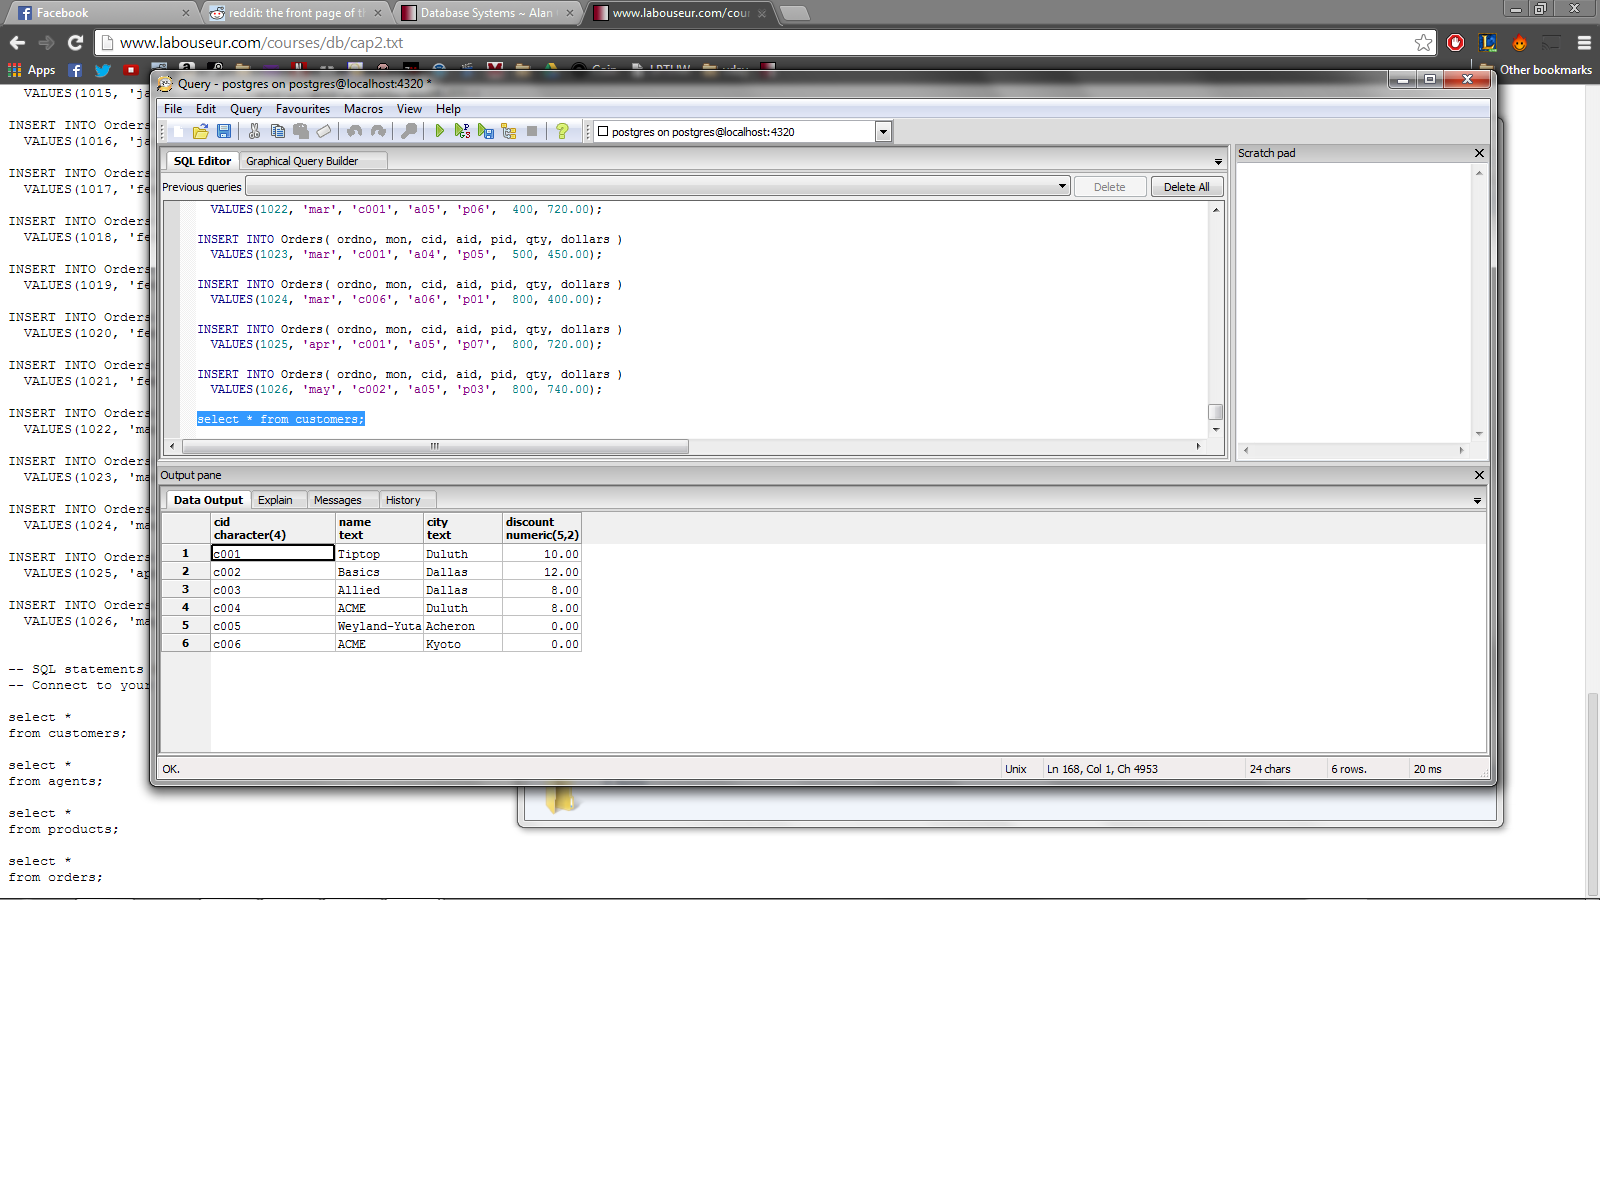 Facebook
reddit: the front page of t
Database Systems ~ Alan
www.labouseur.com/cour
www.labouseur.com/courses/db/cap2.txt
Apps
Coin
LPTHW
Other bookmarks
VALUES(1015, 'ja
INSERT INTO Orders
VALUES(1016, 'ja
INSERT INTO Orders
VALUES(1017, 'fe
INSERT INTO Orders
VALUES(1018, 'fe
INSERT INTO Orders
VALUES(1019, 'fe
INSERT INTO Orders
VALUES(1020, 'fe
INSERT INTO Orders
VALUES(1021, 'fe
INSERT INTO Orders
VALUES(1022, 'ma
INSERT INTO Orders
VALUES(1023, 'ma
INSERT INTO Orders
VALUES(1024, 'ma
INSERT INTO Orders
VALUES(1025, 'ap
INSERT INTO Orders
VALUES(1026, 'ma
-- SQL statements
-- Connect to your
select *
from customers;
select *
from agents;
select *
from products;
select *
from orders;
Query - postgres on postgres@localhost:4320 *
File Edit Query Favourites Macros View Help
postgres on postgres@localhost:4320
SQL Editor Graphical Query Builder
Previous queries Delete Delete All
VALUES(1022, 'mar', 'c001', 'a05', 'p06', 400, 720.00);
INSERT INTO Orders( ordno, mon, cid, aid, pid, qty, dollars )
VALUES(1023, 'mar', 'c001', 'a04', 'p05', 500, 450.00);
INSERT INTO Orders( ordno, mon, cid, aid, pid, qty, dollars )
VALUES(1024, 'mar', 'c006', 'a06', 'p01', 800, 400.00);
INSERT INTO Orders( ordno, mon, cid, aid, pid, qty, dollars )
VALUES(1025, 'apr', 'c001', 'a05', 'p07', 800, 720.00);
INSERT INTO Orders( ordno, mon, cid, aid, pid, qty, dollars )
VALUES(1026, 'may', 'c002', 'a05', 'p03', 800, 740.00);
select * from customers;
Scratch pad
Output pane
Data Output Explain Messages History
cid name city discount
character(4) text text numeric(5,2)
1 c001 Tiptop Duluth 10.00
2 c002 Basics Dallas 12.00
3 c003 Allied Dallas 8.00
4 c004 ACME Duluth 8.00
5 c005 Weyland-Yuta Acheron 0.00
6 c006 ACME Kyoto 0.00
OK. Unix Ln 168, Col 1, Ch 4953 24 chars 6 rows. 20 ms